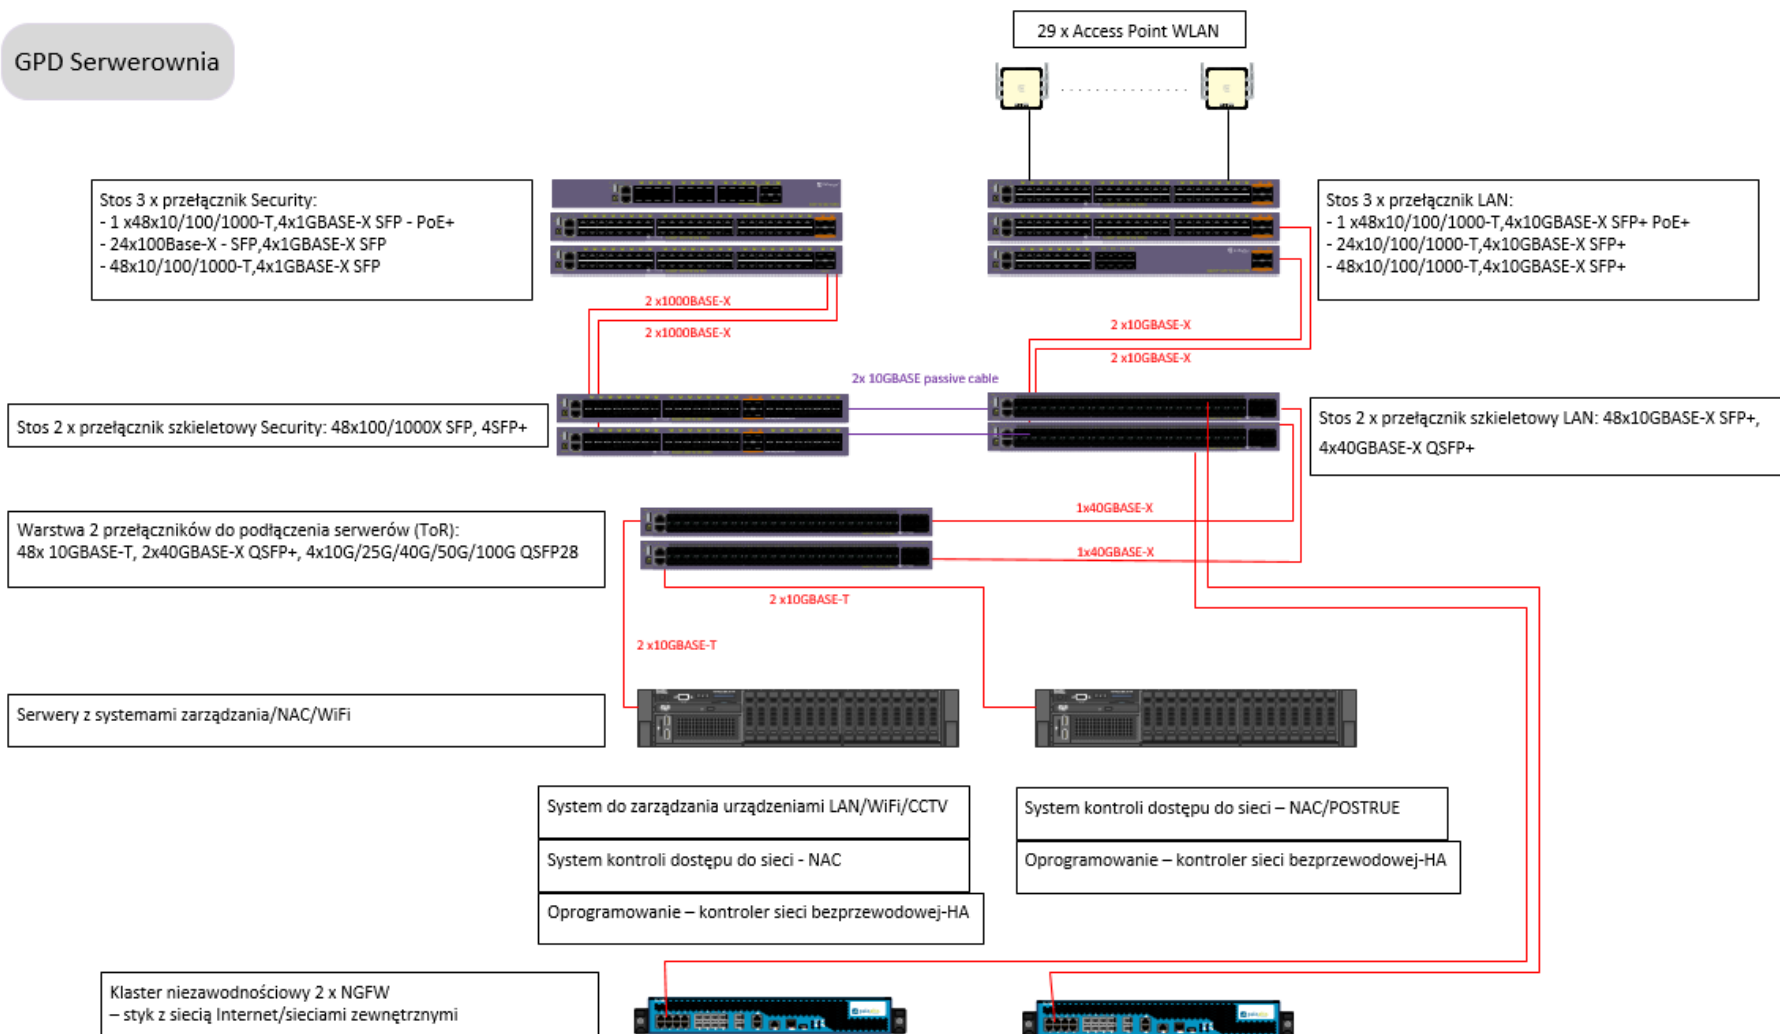 GPD Serwerownia
29 x Access Point WLAN
Stos 3 x przełącznik Security:
- 1 x48x10/100/1000-T,4x1GBASE-X SFP - PoE+
- 24x100Base-X - SFP,4x1GBASE-X SFP
- 48x10/100/1000-T,4x1GBASE-X SFP
Stos 3 x przełącznik LAN:
- 1 x48x10/100/1000-T,4x10GBASE-X SFP+ PoE+
- 24x10/100/1000-T,4x10GBASE-X SFP+
- 48x10/100/1000-T,4x10GBASE-X SFP+
2 x1000BASE-X
2 x1000BASE-X
2 x10GBASE-X
2 x10GBASE-X
2x 10GBASE passive cable
Stos 2 x przełącznik szkieletowy Security: 48x100/1000X SFP, 4SFP+
Stos 2 x przełącznik szkieletowy LAN: 48x10GBASE-X SFP+,
4x40GBASE-X QSFP+
Warstwa 2 przełączników do podłączenia serwerów (ToR):
48x 10GBASE-T, 2x40GBASE-X QSFP+, 4x10G/25G/40G/50G/100G QSFP28
1x40GBASE-X
1x40GBASE-X
2 x10GBASE-T
2 x10GBASE-T
Serwery z systemami zarządzania/NAC/WiFi
System do zarządzania urządzeniami LAN/WiFi/CCTV
System kontroli dostępu do sieci - NAC
Oprogramowanie – kontroler sieci bezprzewodowej-HA
System kontroli dostępu do sieci – NAC/POSTRUE
Oprogramowanie – kontroler sieci bezprzewodowej-HA
Klaster niezawodnościowy 2 x NGFW
– styk z siecią Internet/sieciami zewnętrznymi